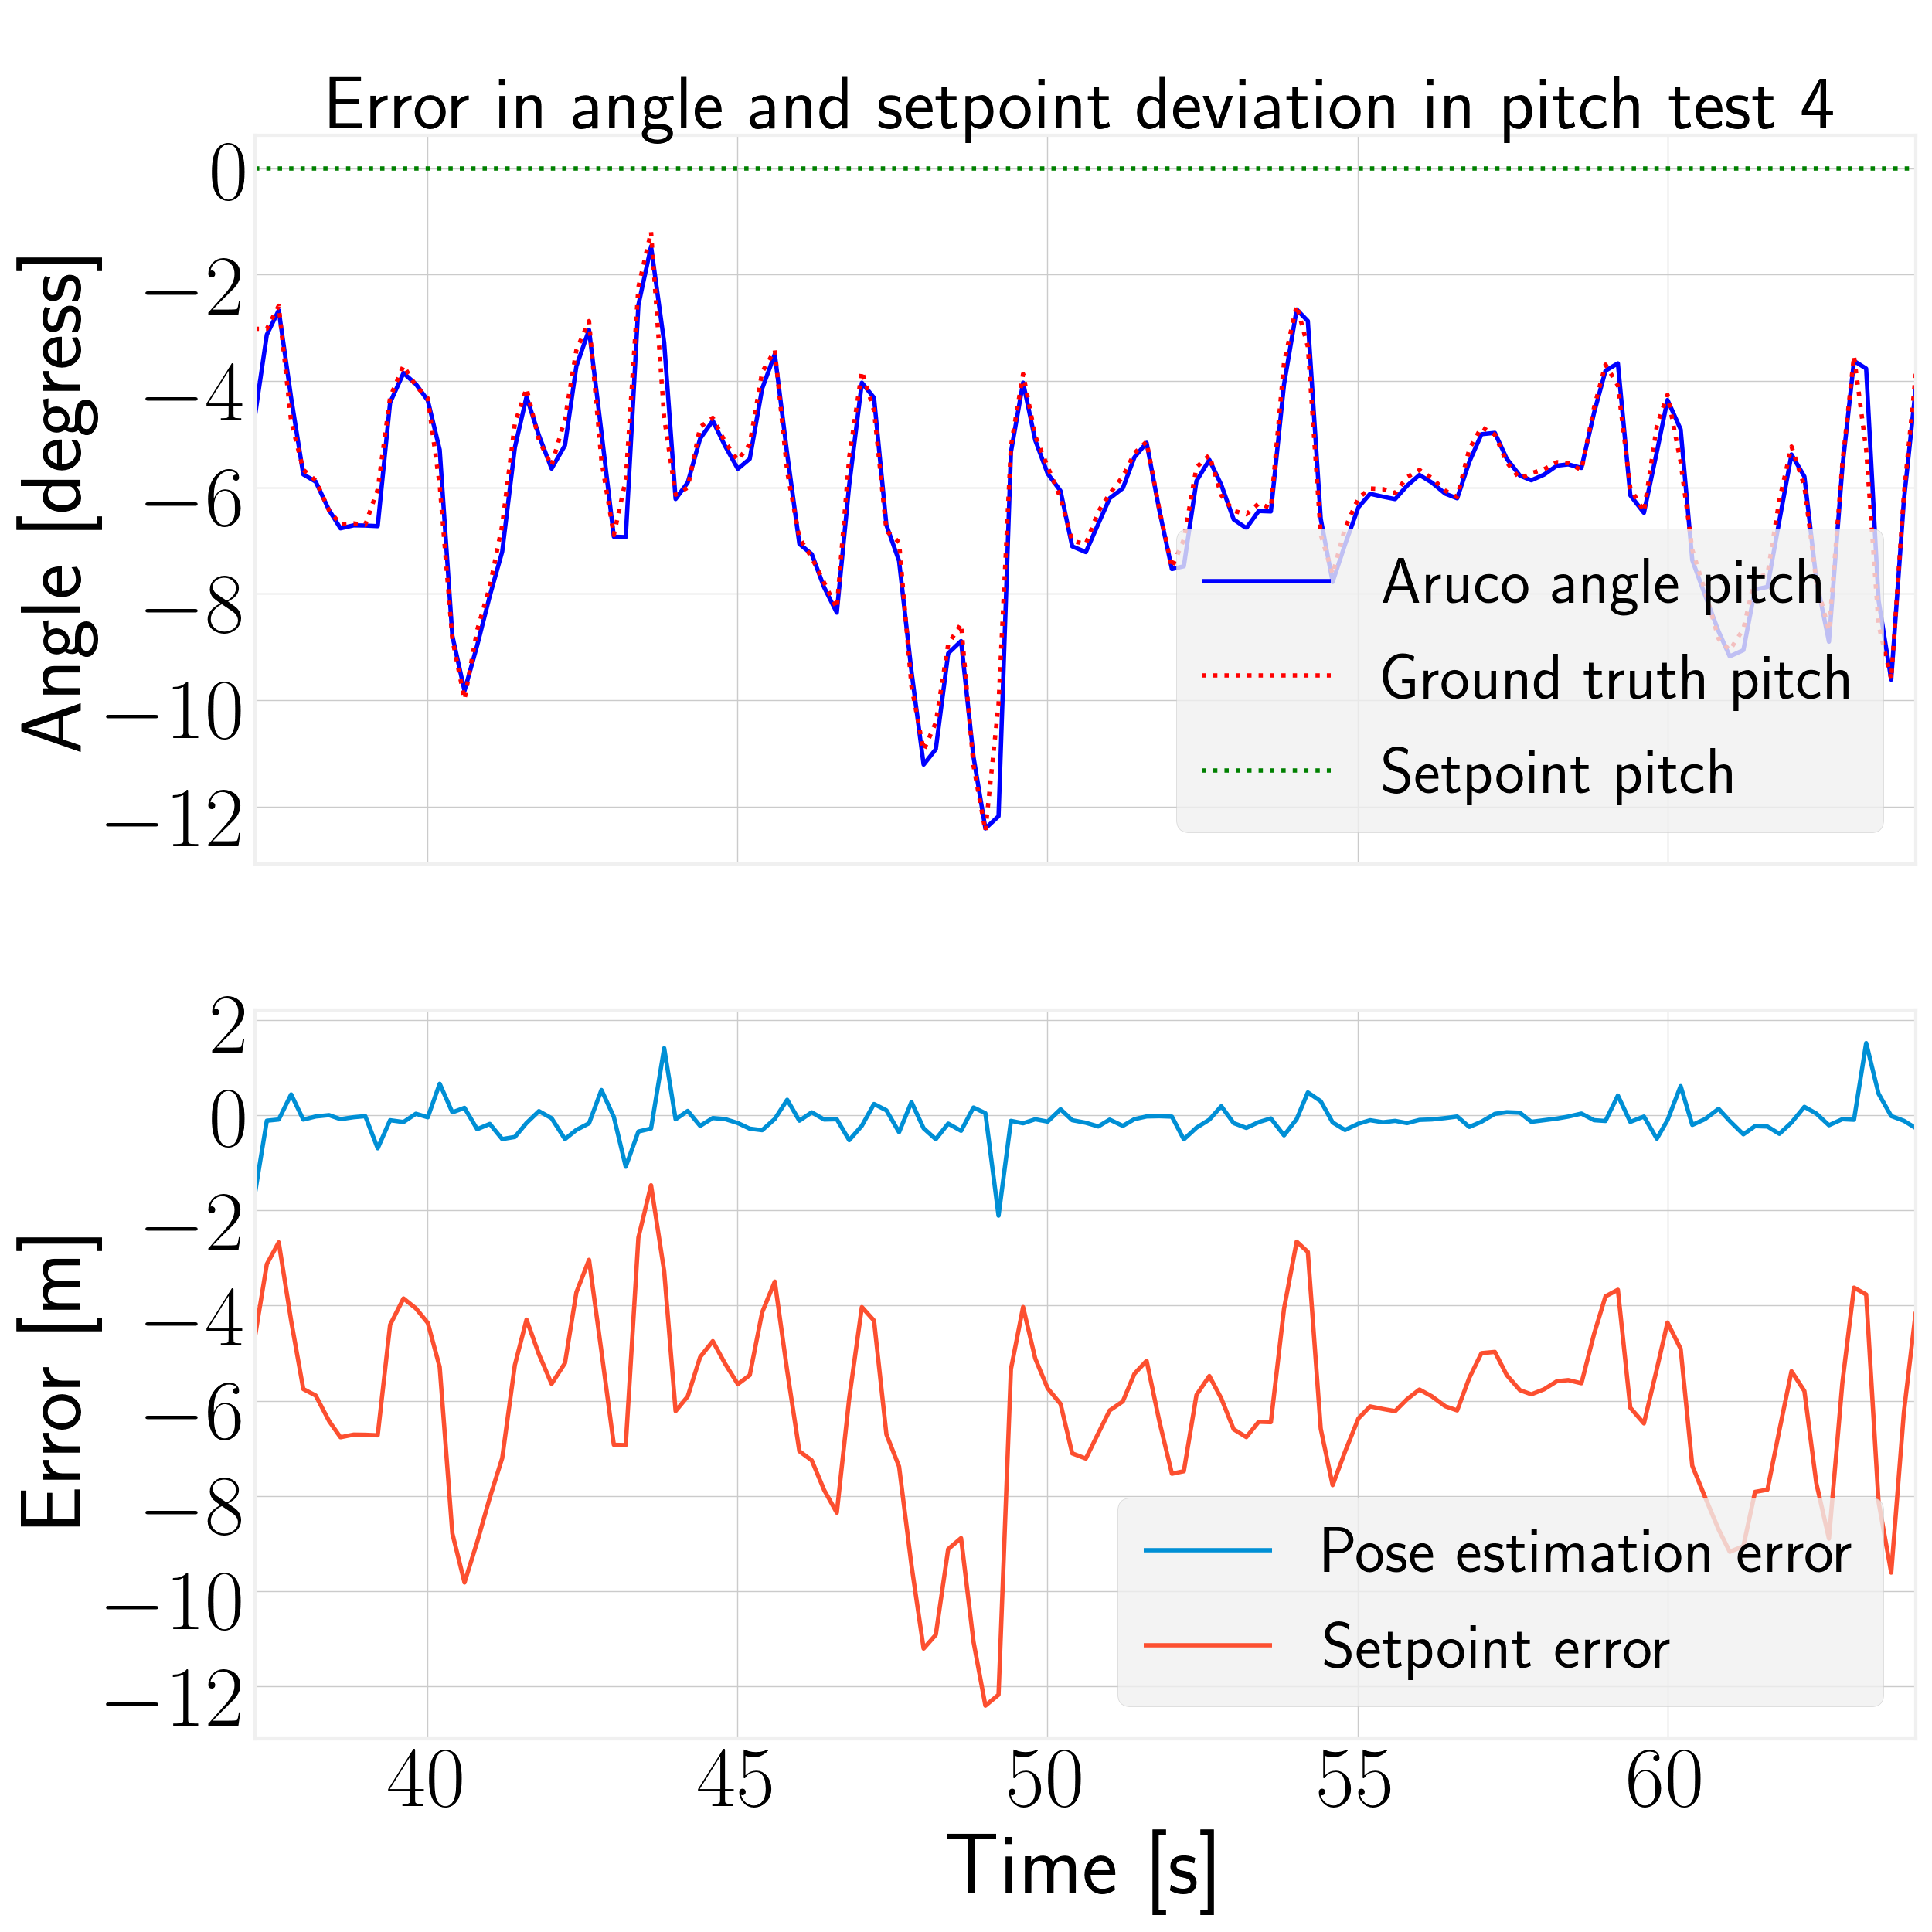 Error in angle and setpoint deviation in pitch test 4
Angle [degress]
0
−2
−4
−6
−8
−10
−12
Aruco angle pitch
Ground truth pitch
Setpoint pitch
Error [m]
2
0
−2
−4
−6
−8
−10
−12
Pose estimation error
Setpoint error
40 45 50 55 60
Time [s]